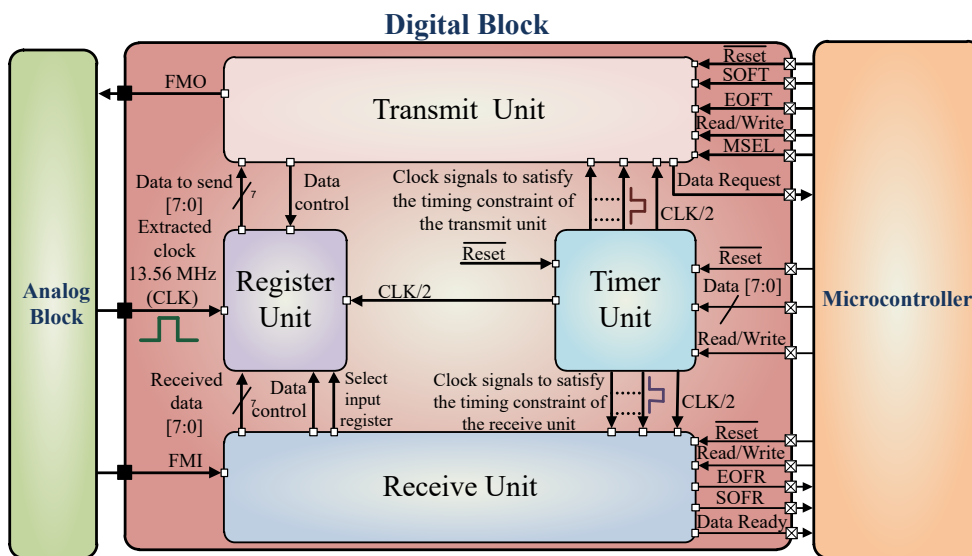 Digital Block
Analog
Block
Microcontroller
FMO
Transmit Unit
Reset
SOFT
EOFT
Read/Write
MSEL
Data Request
Data to send
[7:0]
7
Data
control
Clock signals to satisfy
the timing constraint of
the transmit unit
CLK/2
Extracted
clock
13.56 MHz
(CLK)
Register
Unit
Reset
CLK/2
Timer
Unit
Reset
Data [7:0]
Read/Write
Received
data
[7:0]
7
Data
control
Select
input
register
Clock signals to satisfy
the timing constraint of
the receive unit
CLK/2
FMI
Receive Unit
Reset
Read/Write
EOFR
SOFR
Data Ready